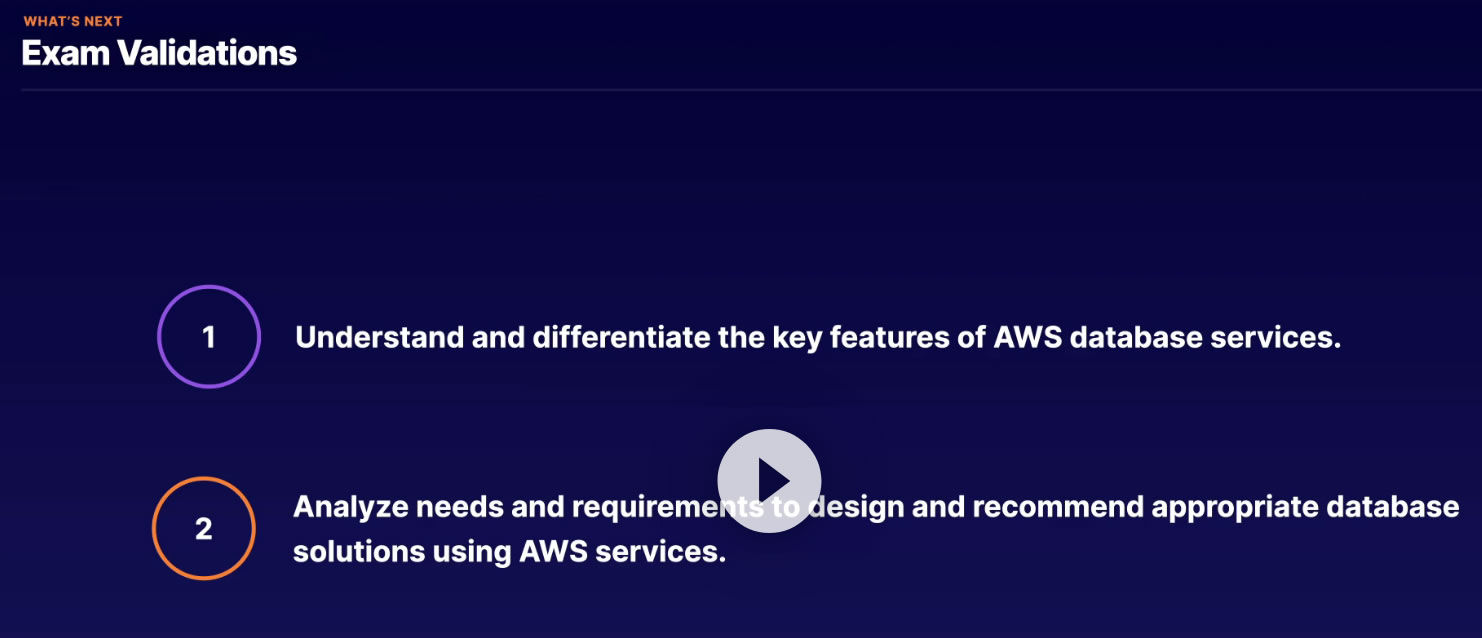 WHAT'S NEXT
Exam Validations
1
Understand and differentiate the key features of AWS database services.
2
Analyze needs and requirements to design and recommend appropriate database
solutions using AWS services.